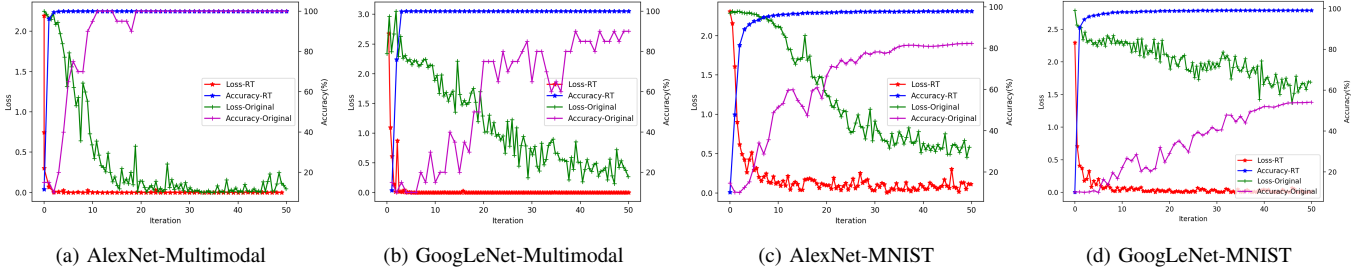 Loss
2.0
1.5
1.0
0.5
0.0
0 10 20 30 40 50
Iteration
100
80
60
40
20
Accuracy(%)
Loss-RT
Accuracy-RT
Loss-Original
Accuracy-Original
(a) AlexNet-Multimodal
Loss
3.0
2.5
2.0
1.5
1.0
0.5
0.0
0 10 20 30 40 50
Iteration
100
80
60
40
20
Accuracy(%)
Loss-RT
Accuracy-RT
Loss-Original
Accuracy-Original
(b) GoogLeNet-Multimodal
Loss
2.0
1.5
1.0
0.5
0.0
0 10 20 30 40 50
Iteration
100
80
60
40
20
Accuracy(%)
Loss-RT
Accuracy-RT
Loss-Original
Accuracy-Original
(c) AlexNet-MNIST
Loss
2.5
2.0
1.5
1.0
0.5
0.0
0 10 20 30 40 50
Iteration
100
80
60
40
20
Accuracy(%)
Loss-RT
Accuracy-RT
Loss-Original
Accuracy-Original
(d) GoogLeNet-MNIST